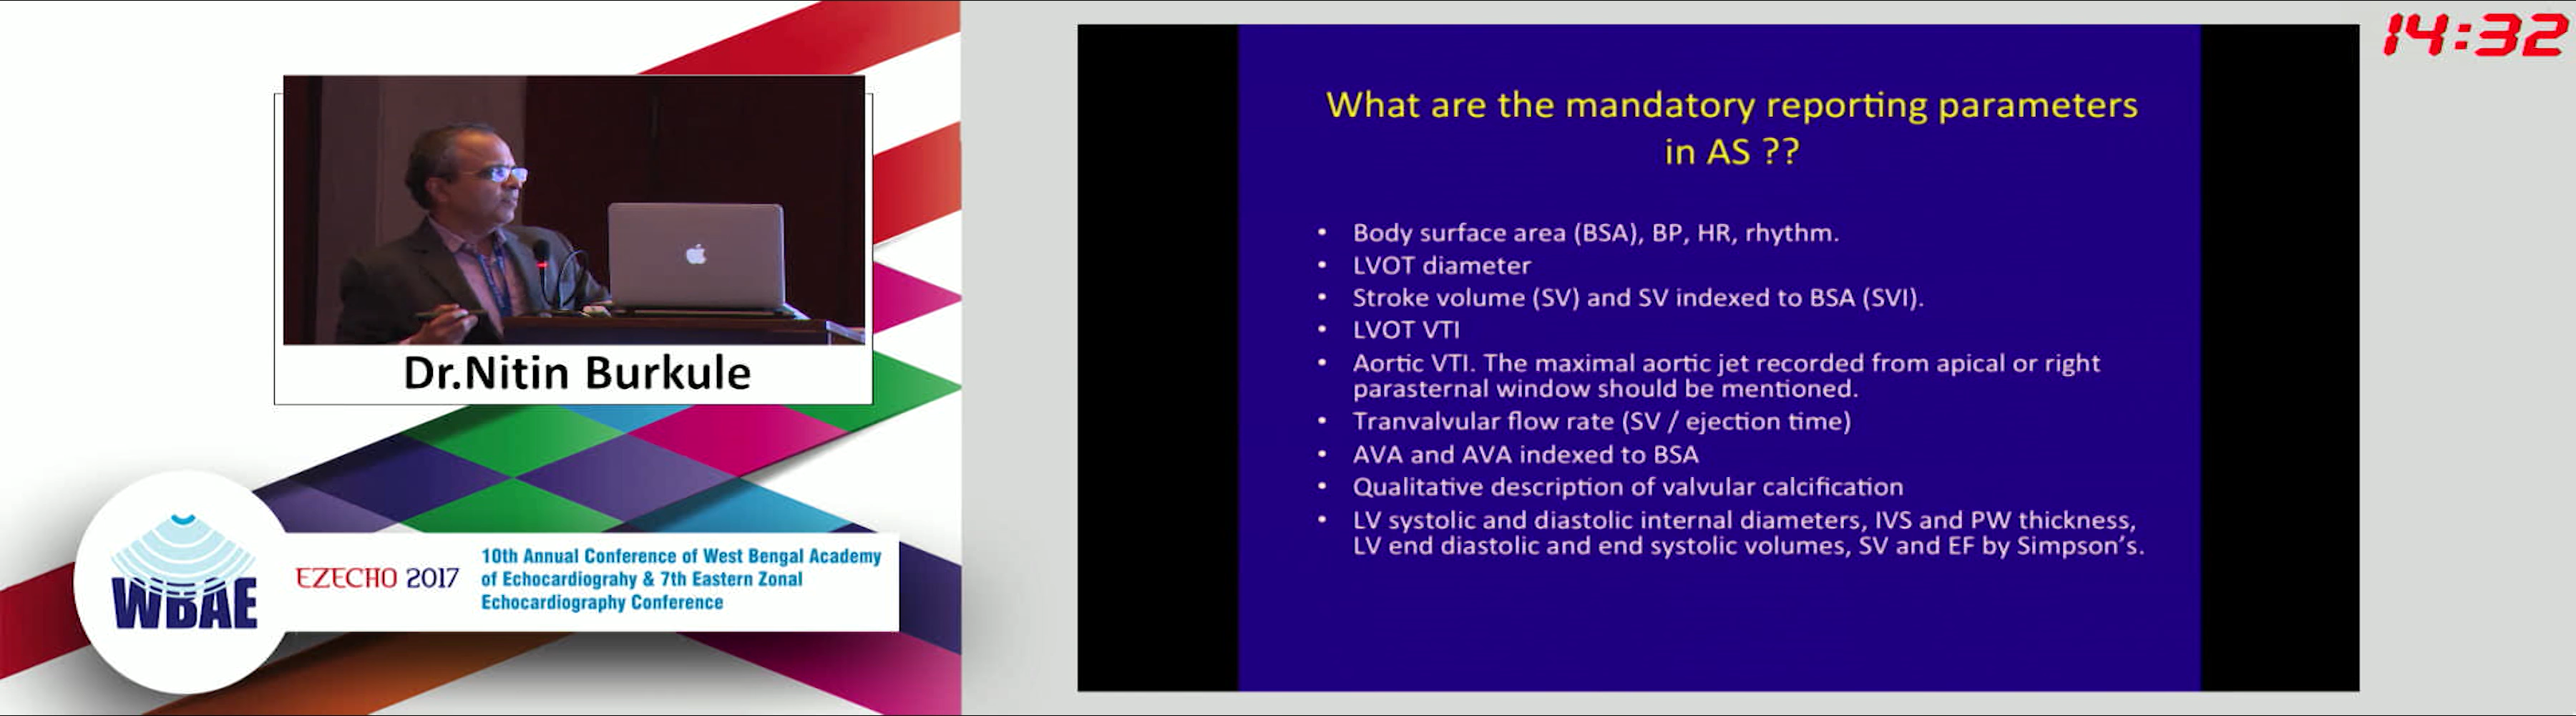 Dr.Nitin Burkule
WBAE
EZECHO 2017
10th Annual Conference of West Bengal Academy
of Echocardiograhy & 7th Eastern Zonal
Echocardiography Conference
What are the mandatory reporting parameters
in AS ??
• Body surface area (BSA), BP, HR, rhythm.
• LVOT diameter
• Stroke volume (SV) and SV indexed to BSA (SVI).
• LVOT VTI
• Aortic VTI. The maximal aortic jet recorded from apical or right
parasternal window should be mentioned.
• Tranvalvular flow rate (SV / ejection time)
• AVA and AVA indexed to BSA
• Qualitative description of valvular calcification
• LV systolic and diastolic internal diameters, IVS and PW thickness,
LV end diastolic and end systolic volumes, SV and EF by Simpson's.
14:32